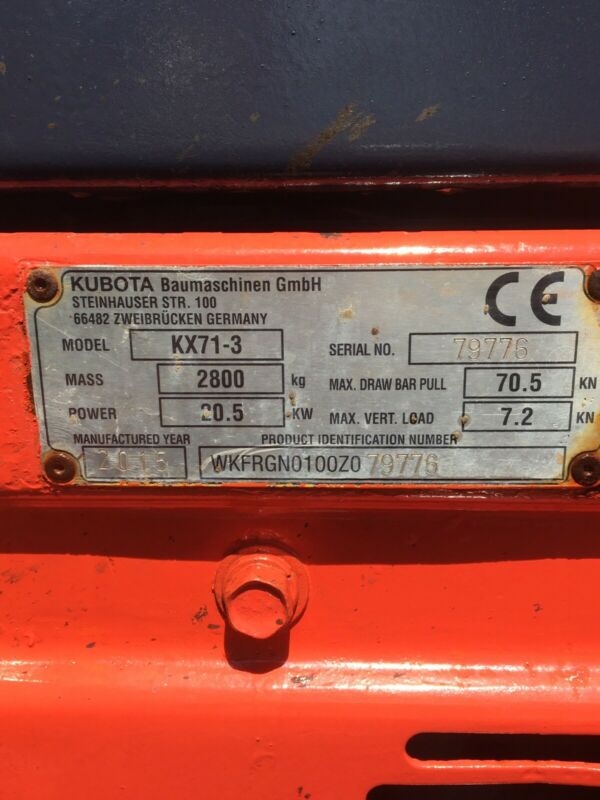 KUBOTA Baumaschinen GmbH
STEINHAUSER STR. 100
66482 ZWEIBRÜCKEN GERMANY
CE
MODEL KX71-3 SERIAL NO. 79776
MASS 2800 kg MAX. DRAW BAR PULL 70.5 KN
POWER 20.5 KW MAX. VERT. LOAD 7.2 KN
MANUFACTURED YEAR PRODUCT IDENTIFICATION NUMBER
2015 WKFRGN0100Z079776